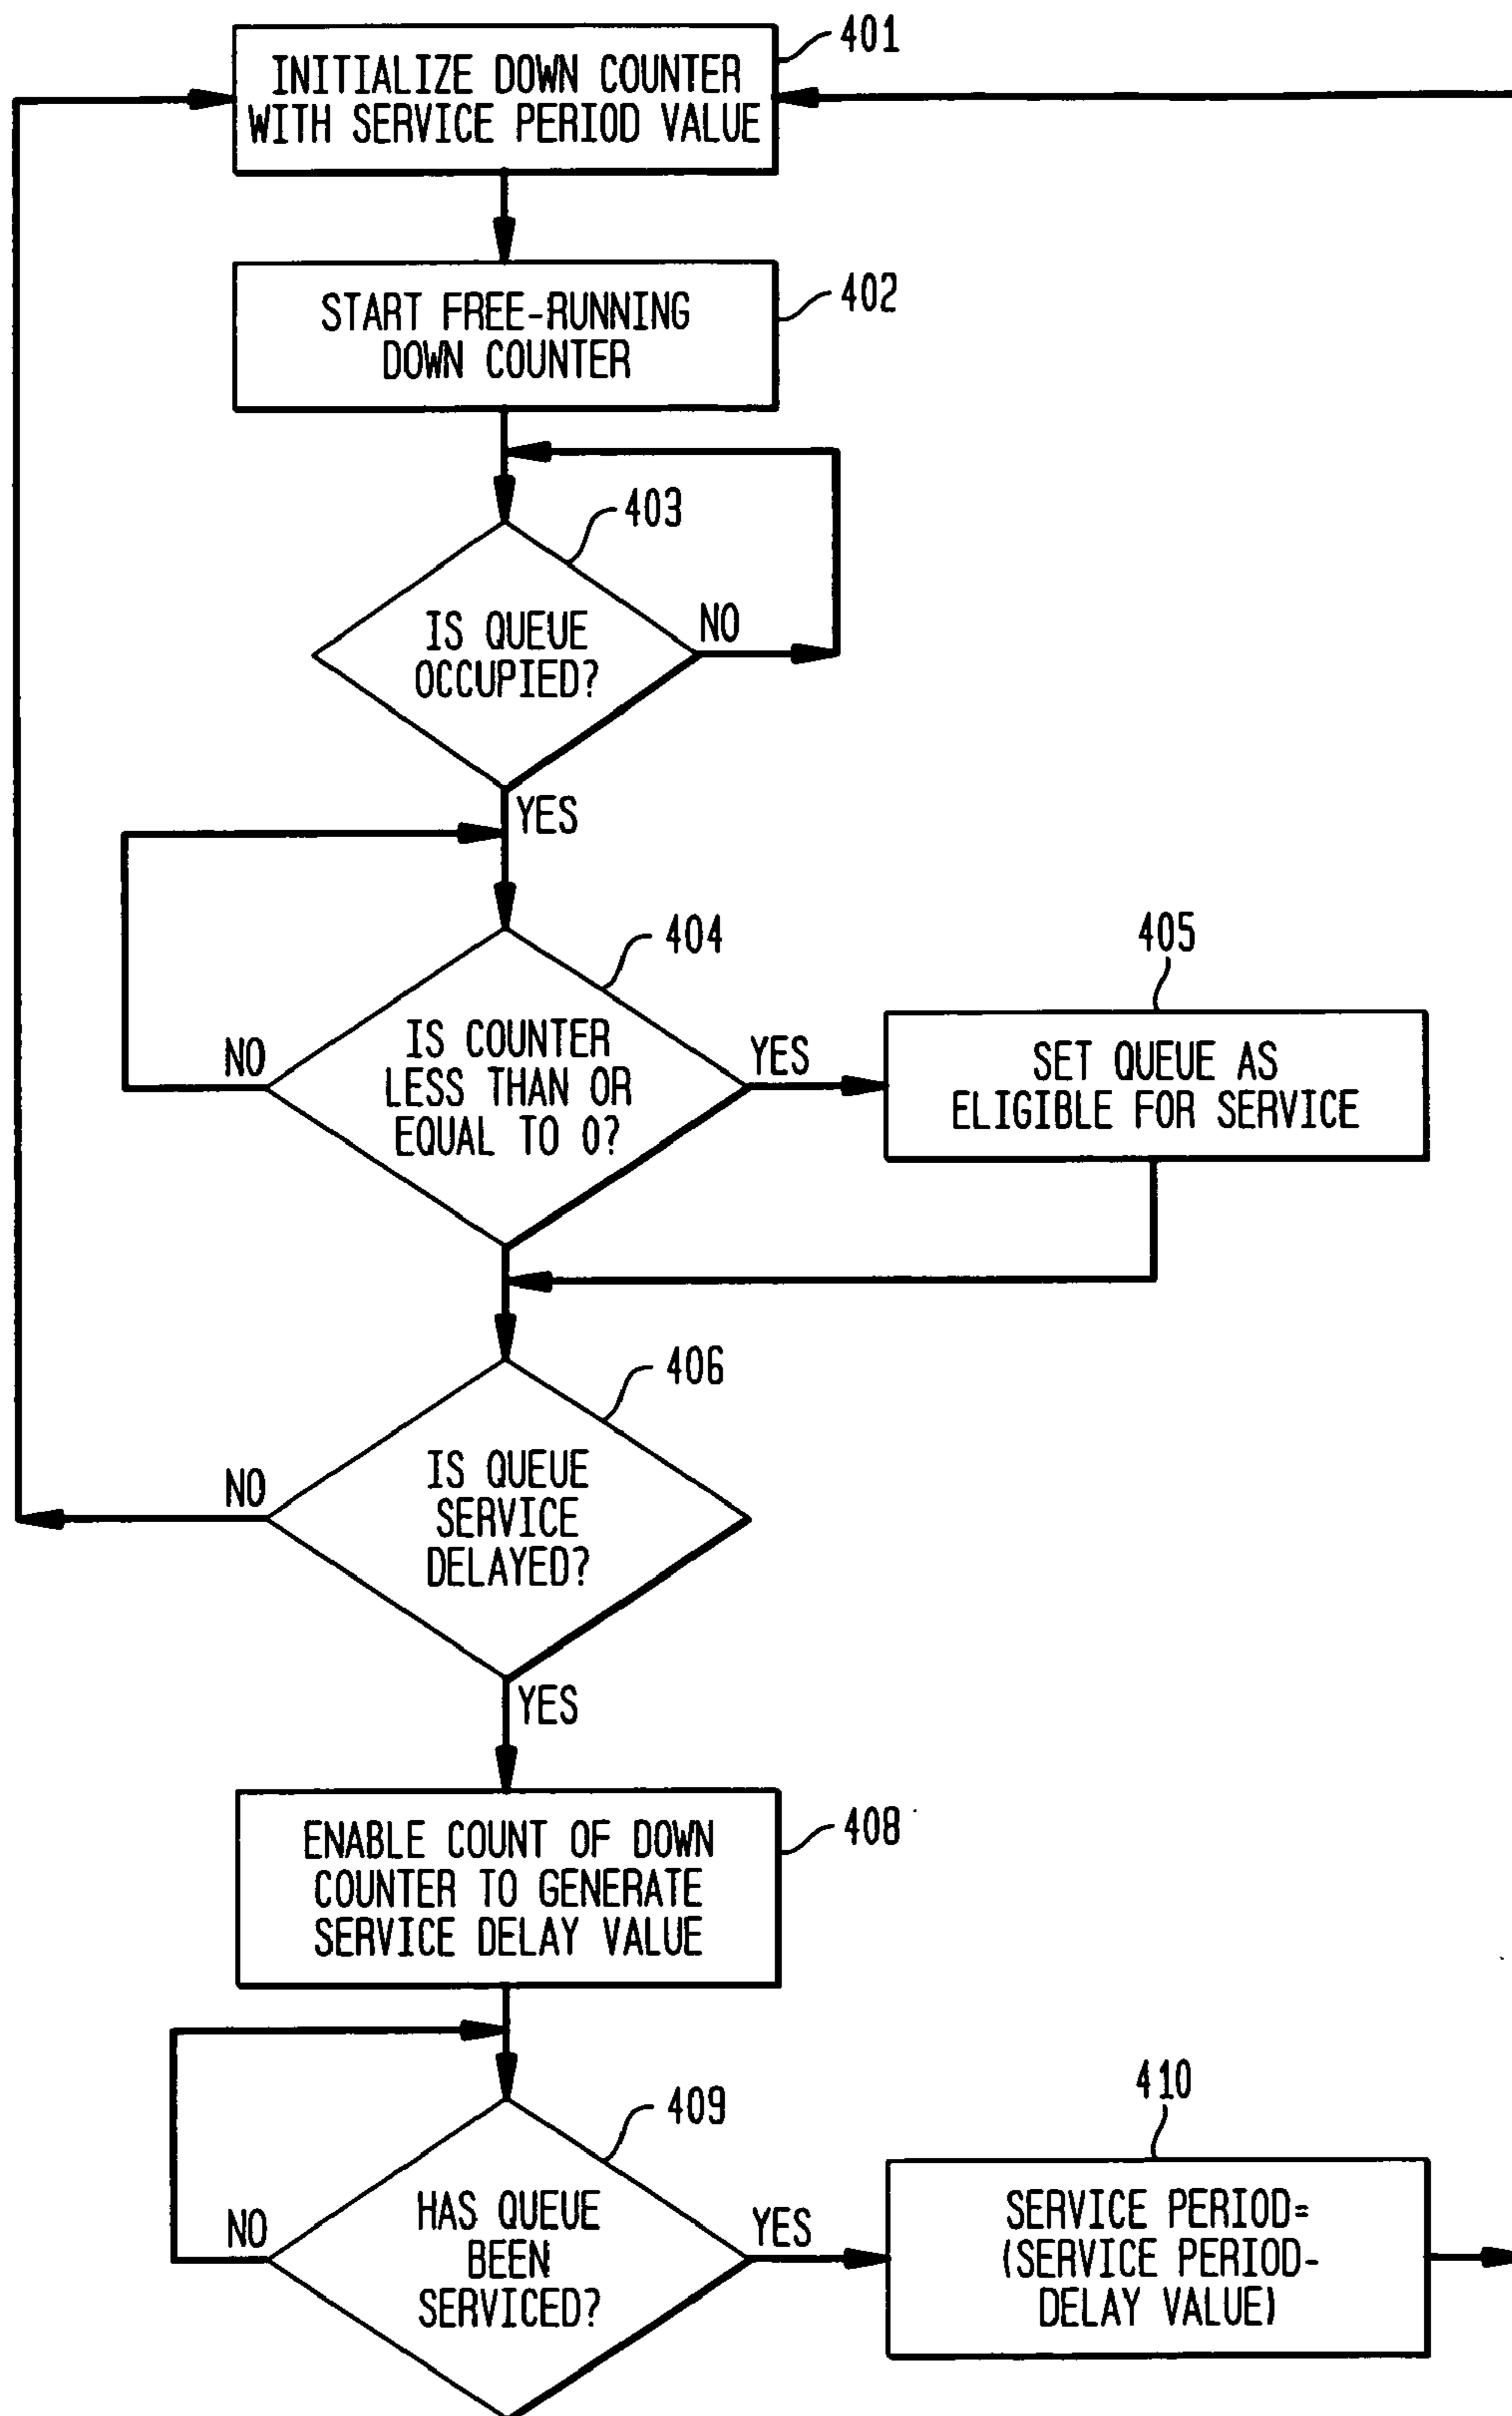 401
INITIALIZE DOWN COUNTER
WITH SERVICE PERIOD VALUE
402
START FREE-RUNNING
DOWN COUNTER
403
IS QUEUE
OCCUPIED?
NO
YES
404
IS COUNTER
LESS THAN OR
EQUAL TO 0?
NO
YES
405
SET QUEUE AS
ELIGIBLE FOR SERVICE
406
IS QUEUE
SERVICE
DELAYED?
NO
YES
408
ENABLE COUNT OF DOWN
COUNTER TO GENERATE
SERVICE DELAY VALUE
409
HAS QUEUE
BEEN
SERVICED?
NO
YES
410
SERVICE PERIOD=
(SERVICE PERIOD-
DELAY VALUE)